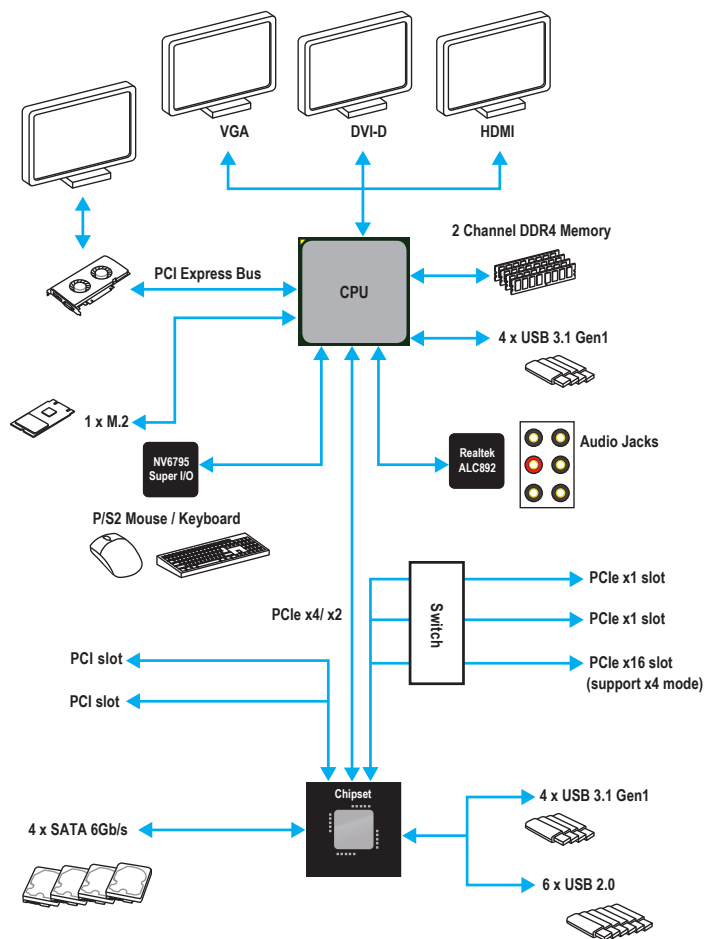 VGA
DVI-D
HDMI
2 Channel DDR4 Memory
PCI Express Bus
CPU
4 x USB 3.1 Gen1
1 x M.2
NV6795
Super I/O
Realtek
ALC892
Audio Jacks
P/S2 Mouse / Keyboard
PCIe x1 slot
Switch
PCIe x4/ x2
PCIe x1 slot
PCI slot
PCIe x16 slot
(support x4 mode)
PCI slot
Chipset
4 x USB 3.1 Gen1
4 x SATA 6Gb/s
6 x USB 2.0